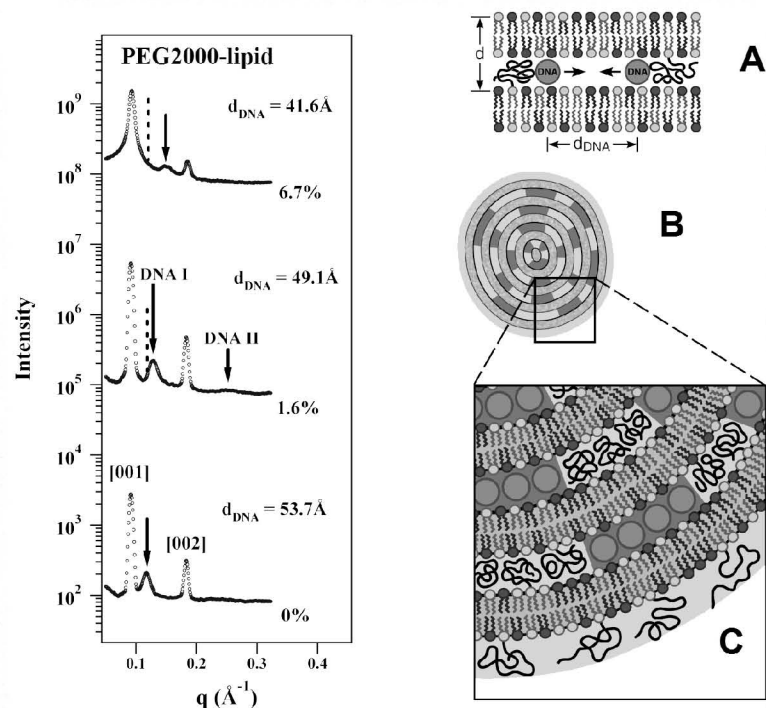 PEG2000-lipid
10⁹
d_DNA = 41.6Å
10⁸
6.7%
10⁷
DNA I
d_DNA = 49.1Å
10⁶
DNA II
10⁵
1.6%
10⁴
[001]
d_DNA = 53.7Å
10³
[002]
10²
0%
Intensity
0.1 0.2 0.3 0.4
q (Å⁻¹)
A
d
DNA
DNA
d_DNA
B
C